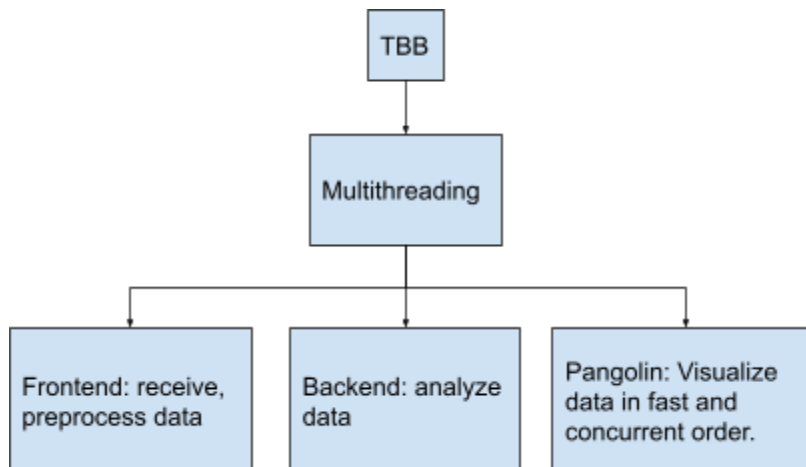 TBB
Multithreading
Frontend: receive,
preprocess data
Backend: analyze
data
Pangolin: Visualize
data in fast and
concurrent order.